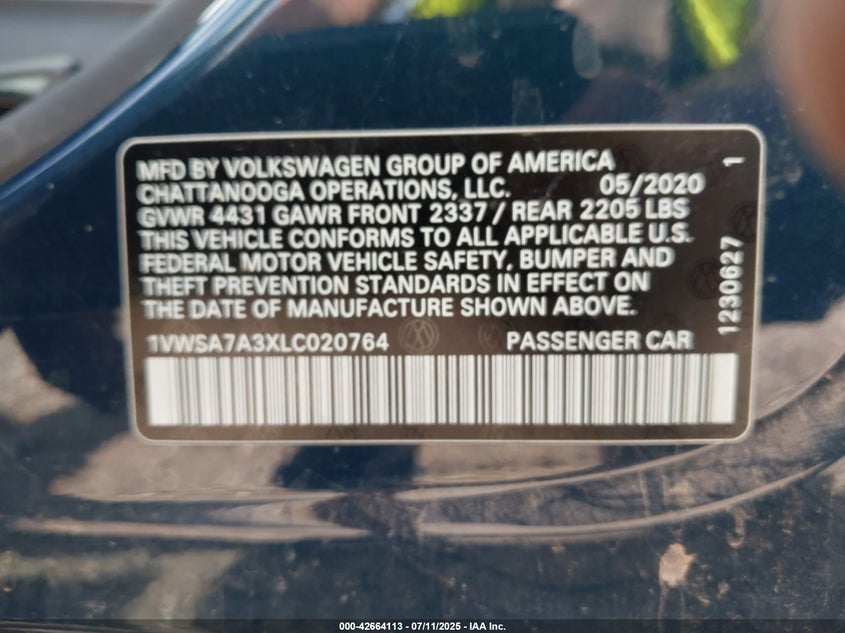 MFD BY VOLKSWAGEN GROUP OF AMERICA
CHATTANOOGA OPERATIONS, LLC. 05/2020
GVWR 4431 GAWR FRONT 2337 / REAR 2205 LBS
THIS VEHICLE CONFORMS TO ALL APPLICABLE U.S.
FEDERAL MOTOR VEHICLE SAFETY, BUMPER AND
THEFT PREVENTION STANDARDS IN EFFECT ON
THE DATE OF MANUFACTURE SHOWN ABOVE.
1VWSA7A3XLC020764 PASSENGER CAR
1230627 1
000-42664113 - 07/11/2025 - IAA Inc.